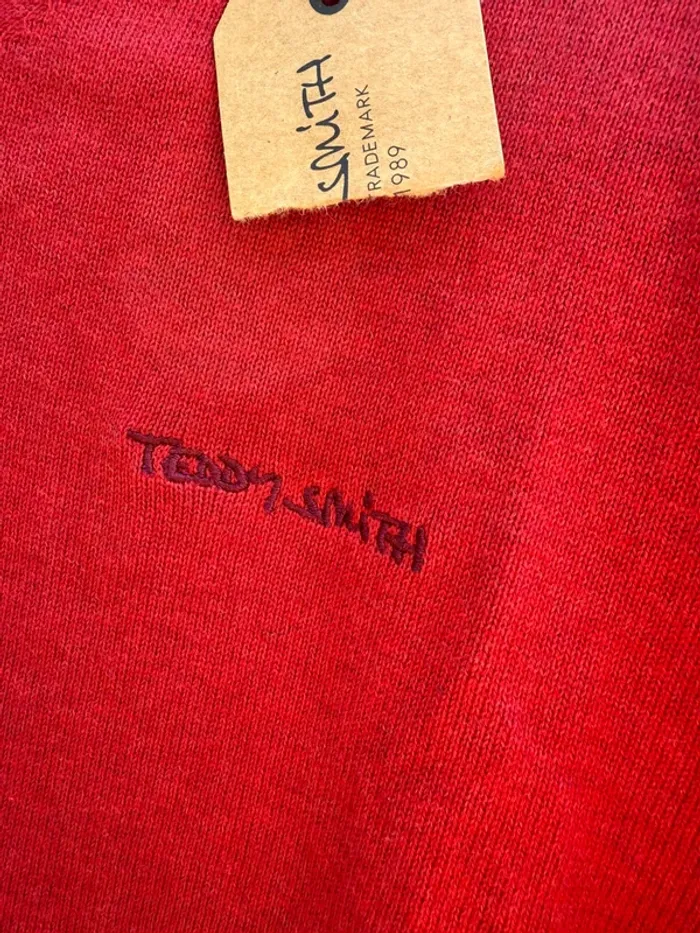 SMiTH
RADEMARK
1989
TEDDY SMiTH